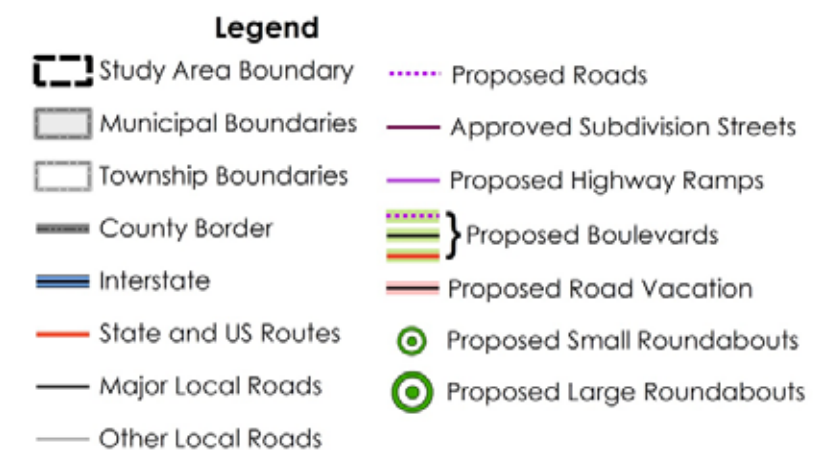 Legend
Study Area Boundary
Municipal Boundaries
Township Boundaries
County Border
Interstate
State and US Routes
Major Local Roads
Other Local Roads
Proposed Roads
Approved Subdivision Streets
Proposed Highway Ramps
Proposed Boulevards
Proposed Road Vacation
Proposed Small Roundabouts
Proposed Large Roundabouts